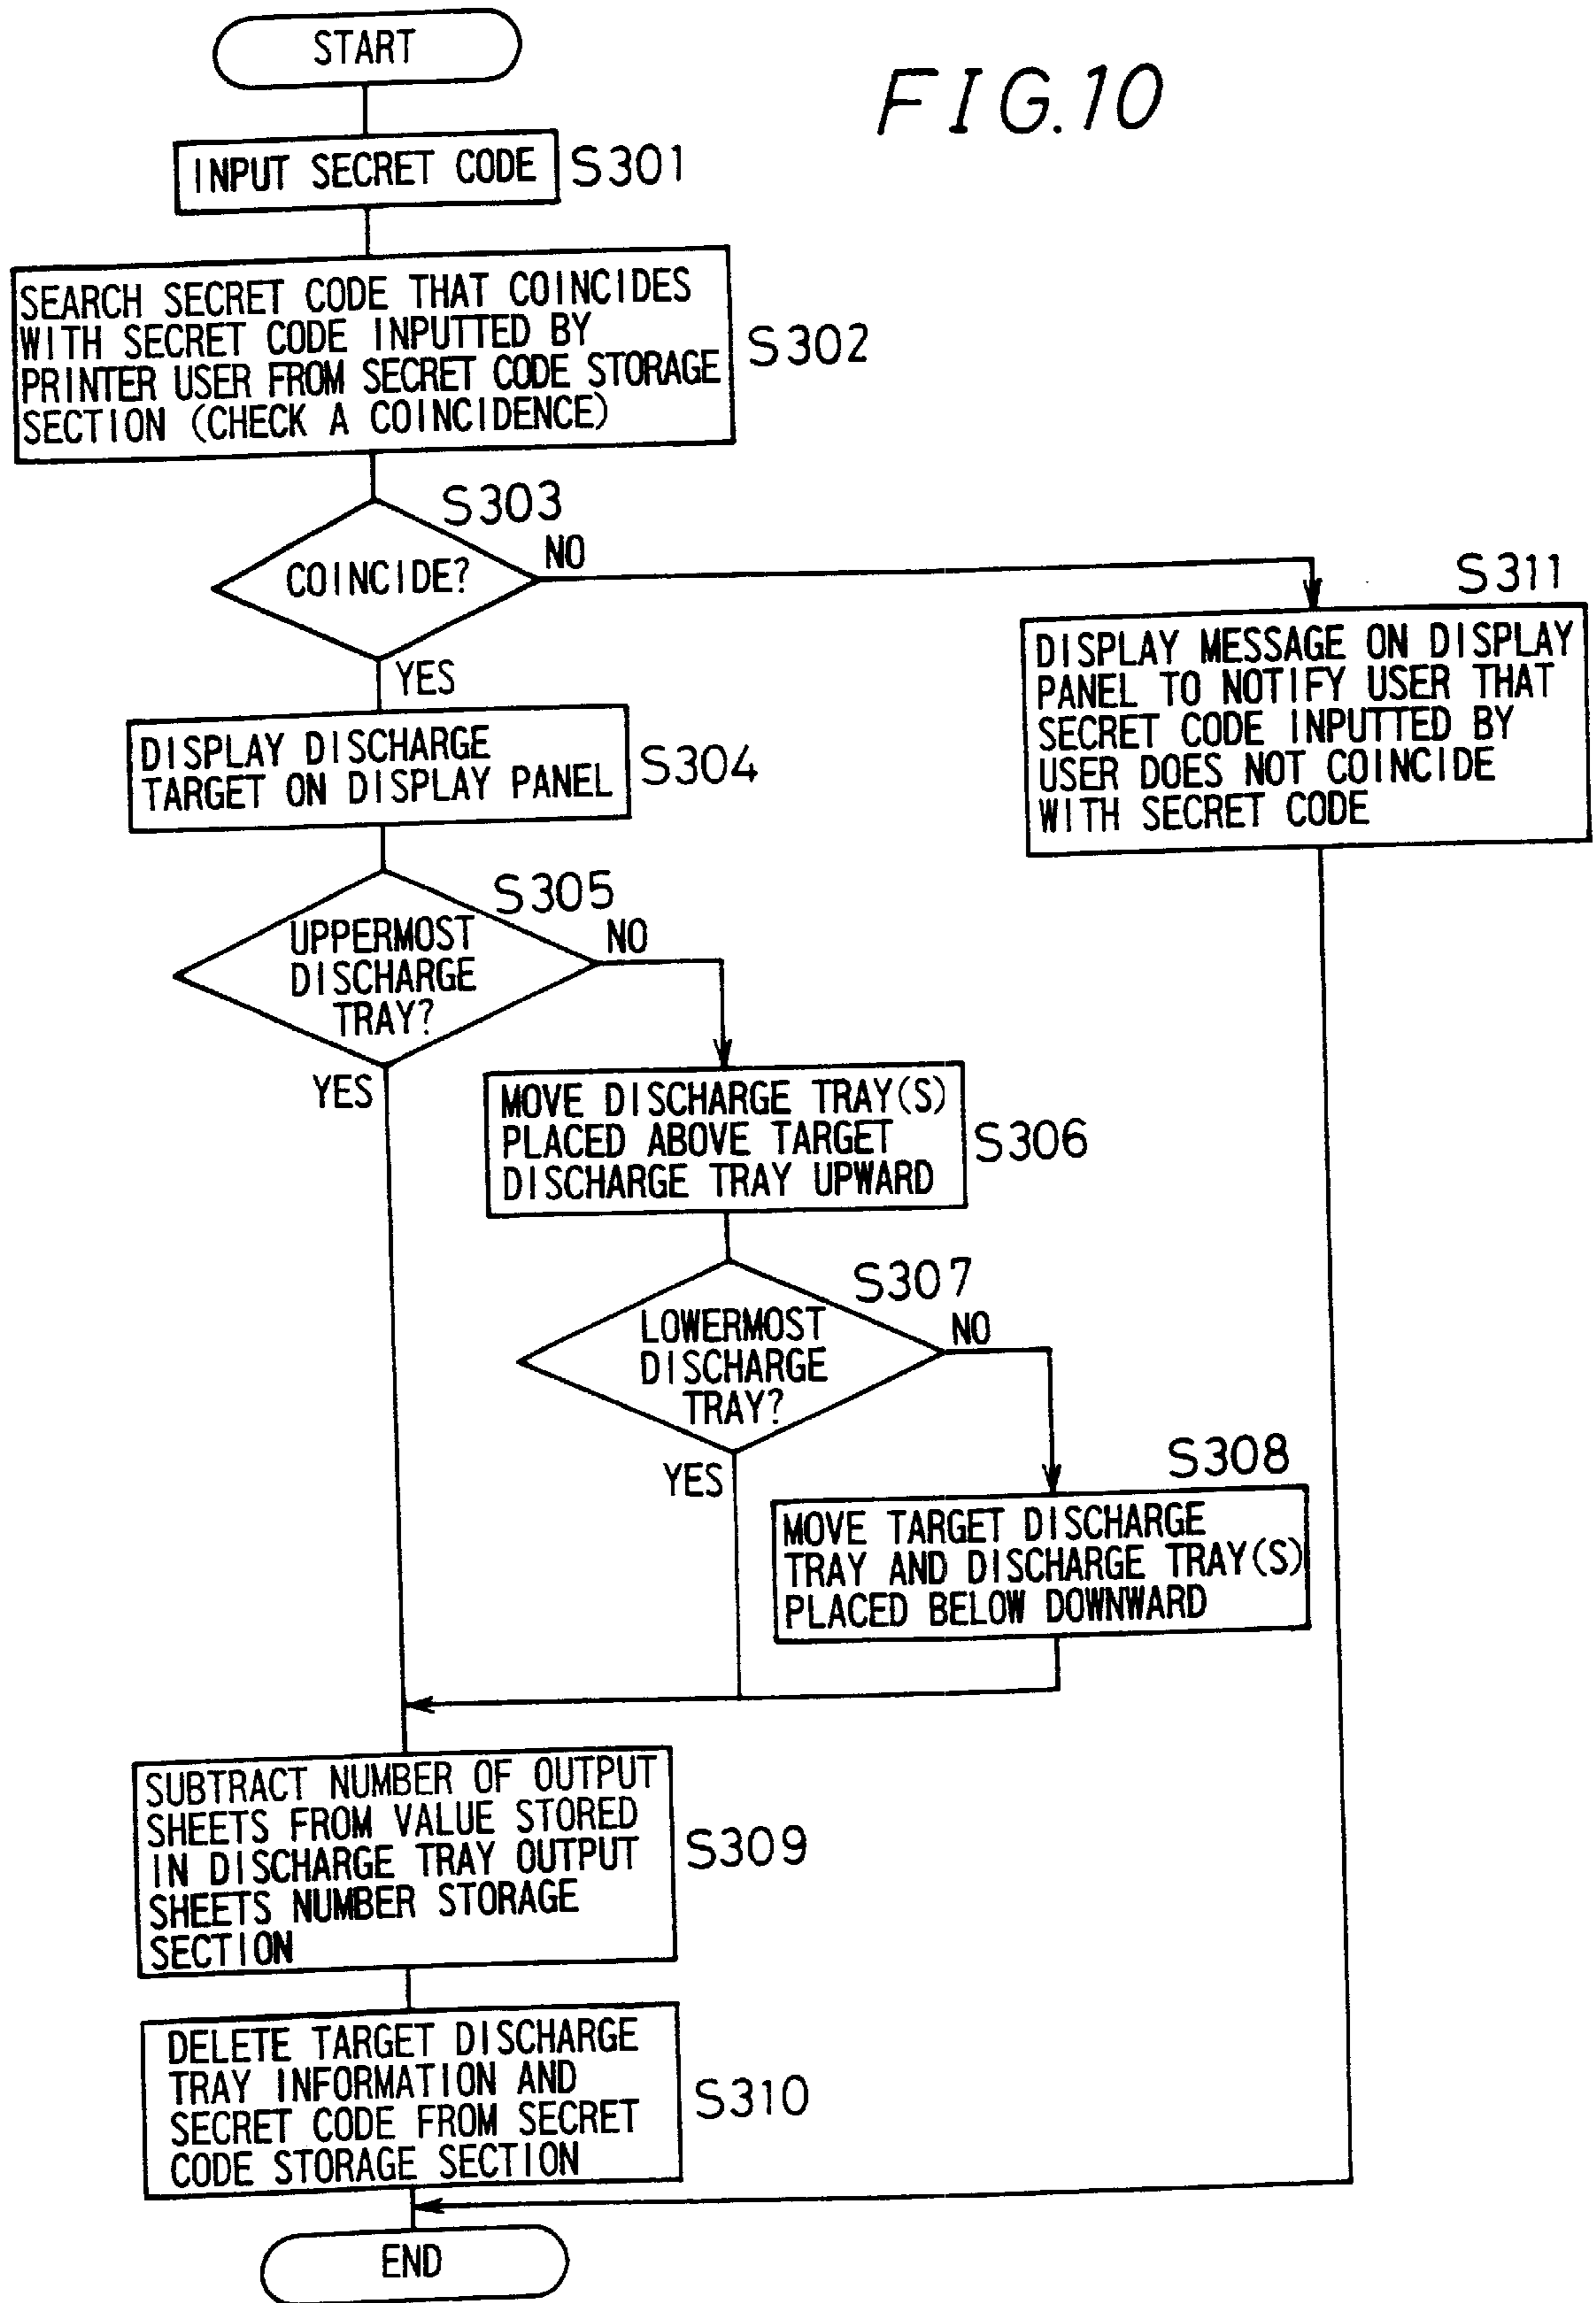 START
FIG.10
INPUT SECRET CODE
S301
SEARCH SECRET CODE THAT COINCIDES
WITH SECRET CODE INPUTTED BY
PRINTER USER FROM SECRET CODE STORAGE
SECTION (CHECK A COINCIDENCE)
S302
S303
COINCIDE?
NO
YES
S311
DISPLAY MESSAGE ON DISPLAY
PANEL TO NOTIFY USER THAT
SECRET CODE INPUTTED BY
USER DOES NOT COINCIDE
WITH SECRET CODE
DISPLAY DISCHARGE
TARGET ON DISPLAY PANEL
S304
S305
UPPERMOST
DISCHARGE
TRAY?
NO
YES
MOVE DISCHARGE TRAY(S)
PLACED ABOVE TARGET
DISCHARGE TRAY UPWARD
S306
S307
LOWERMOST
DISCHARGE
TRAY?
NO
YES
S308
MOVE TARGET DISCHARGE
TRAY AND DISCHARGE TRAY(S)
PLACED BELOW DOWNWARD
SUBTRACT NUMBER OF OUTPUT
SHEETS FROM VALUE STORED
IN DISCHARGE TRAY OUTPUT
SHEETS NUMBER STORAGE
SECTION
S309
DELETE TARGET DISCHARGE
TRAY INFORMATION AND
SECRET CODE FROM SECRET
CODE STORAGE SECTION
S310
END